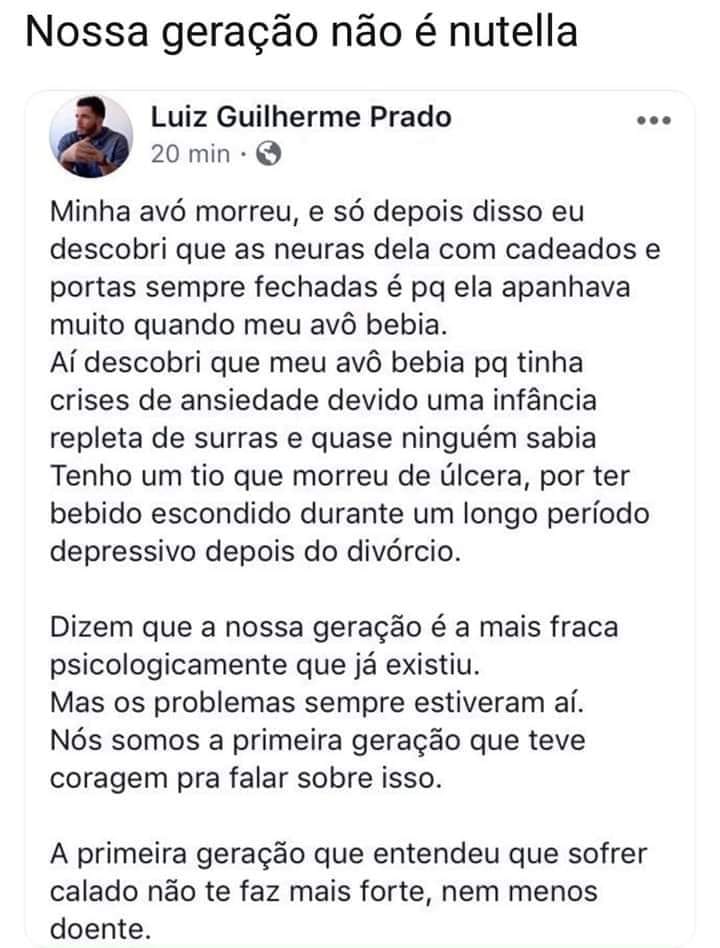 Nossa geração não é nutella
Luiz Guilherme Prado
20 min ·
Minha avó morreu, e só depois disso eu
descobri que as neuras dela com cadeados e
portas sempre fechadas é pq ela apanhava
muito quando meu avô bebia.
Aí descobri que meu avô bebia pq tinha
crises de ansiedade devido uma infância
repleta de surras e quase ninguém sabia
Tenho um tio que morreu de úlcera, por ter
bebido escondido durante um longo período
depressivo depois do divórcio.
Dizem que a nossa geração é a mais fraca
psicologicamente que já existiu.
Mas os problemas sempre estiveram aí.
Nós somos a primeira geração que teve
coragem pra falar sobre isso.
A primeira geração que entendeu que sofrer
calado não te faz mais forte, nem menos
doente.